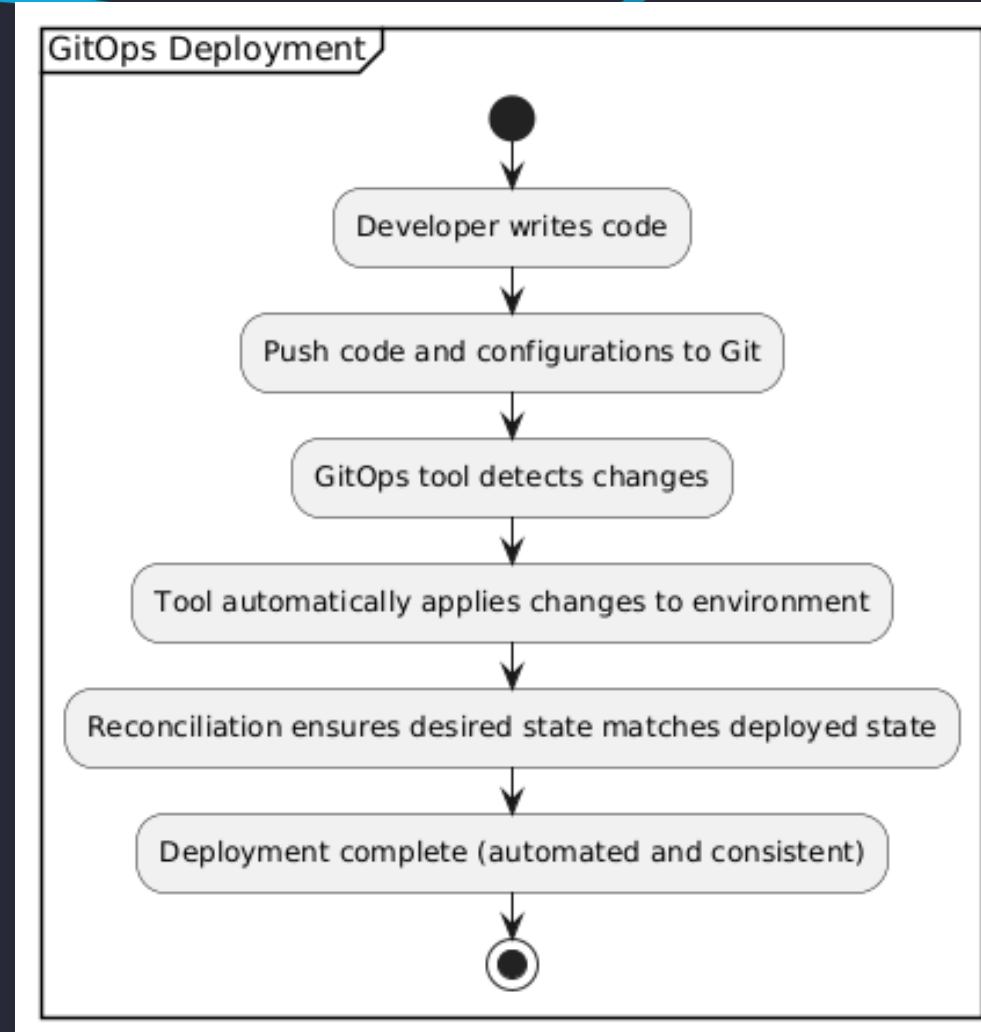 GitOps Deployment
Developer writes code
Push code and configurations to Git
GitOps tool detects changes
Tool automatically applies changes to environment
Reconciliation ensures desired state matches deployed state
Deployment complete (automated and consistent)